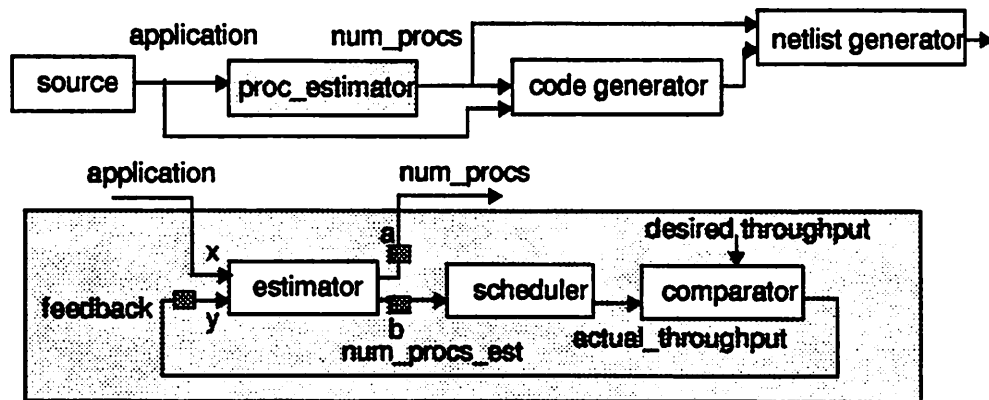 application
num_procs
netlist generator
source
proc_estimator
code generator
application
num_procs
desired throughput
a
x
estimator
scheduler
comparator
feedback
y
b
actual_throughput
num_procs_est